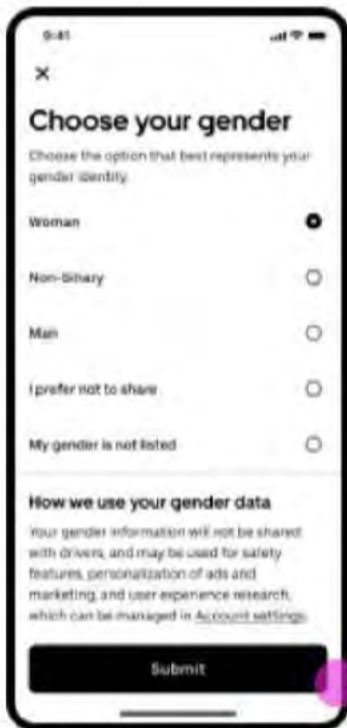 9:41
Choose your gender
Choose the option that best represents your
gender identity.
Woman
Non-binary
Man
I prefer not to share
My gender is not listed
How we use your gender data
Your gender information will not be shared
with drivers, and may be used for safety
features, personalization of ads and
marketing, and user experience research,
which can be managed in Account settings.
Submit